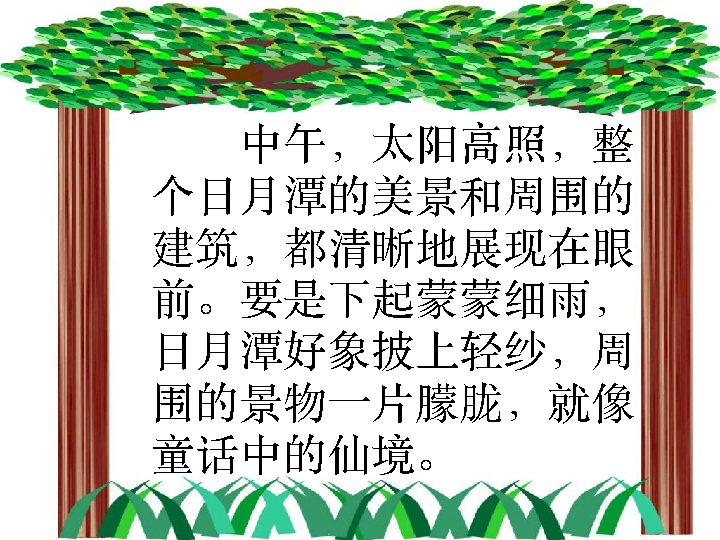 中午，太阳高照，整
个日月潭的美景和周围的
建筑，都清晰地展现在眼
前。要是下起蒙蒙细雨，
日月潭好象披上轻纱，周
围的景物一片朦胧，就像
童话中的仙境。